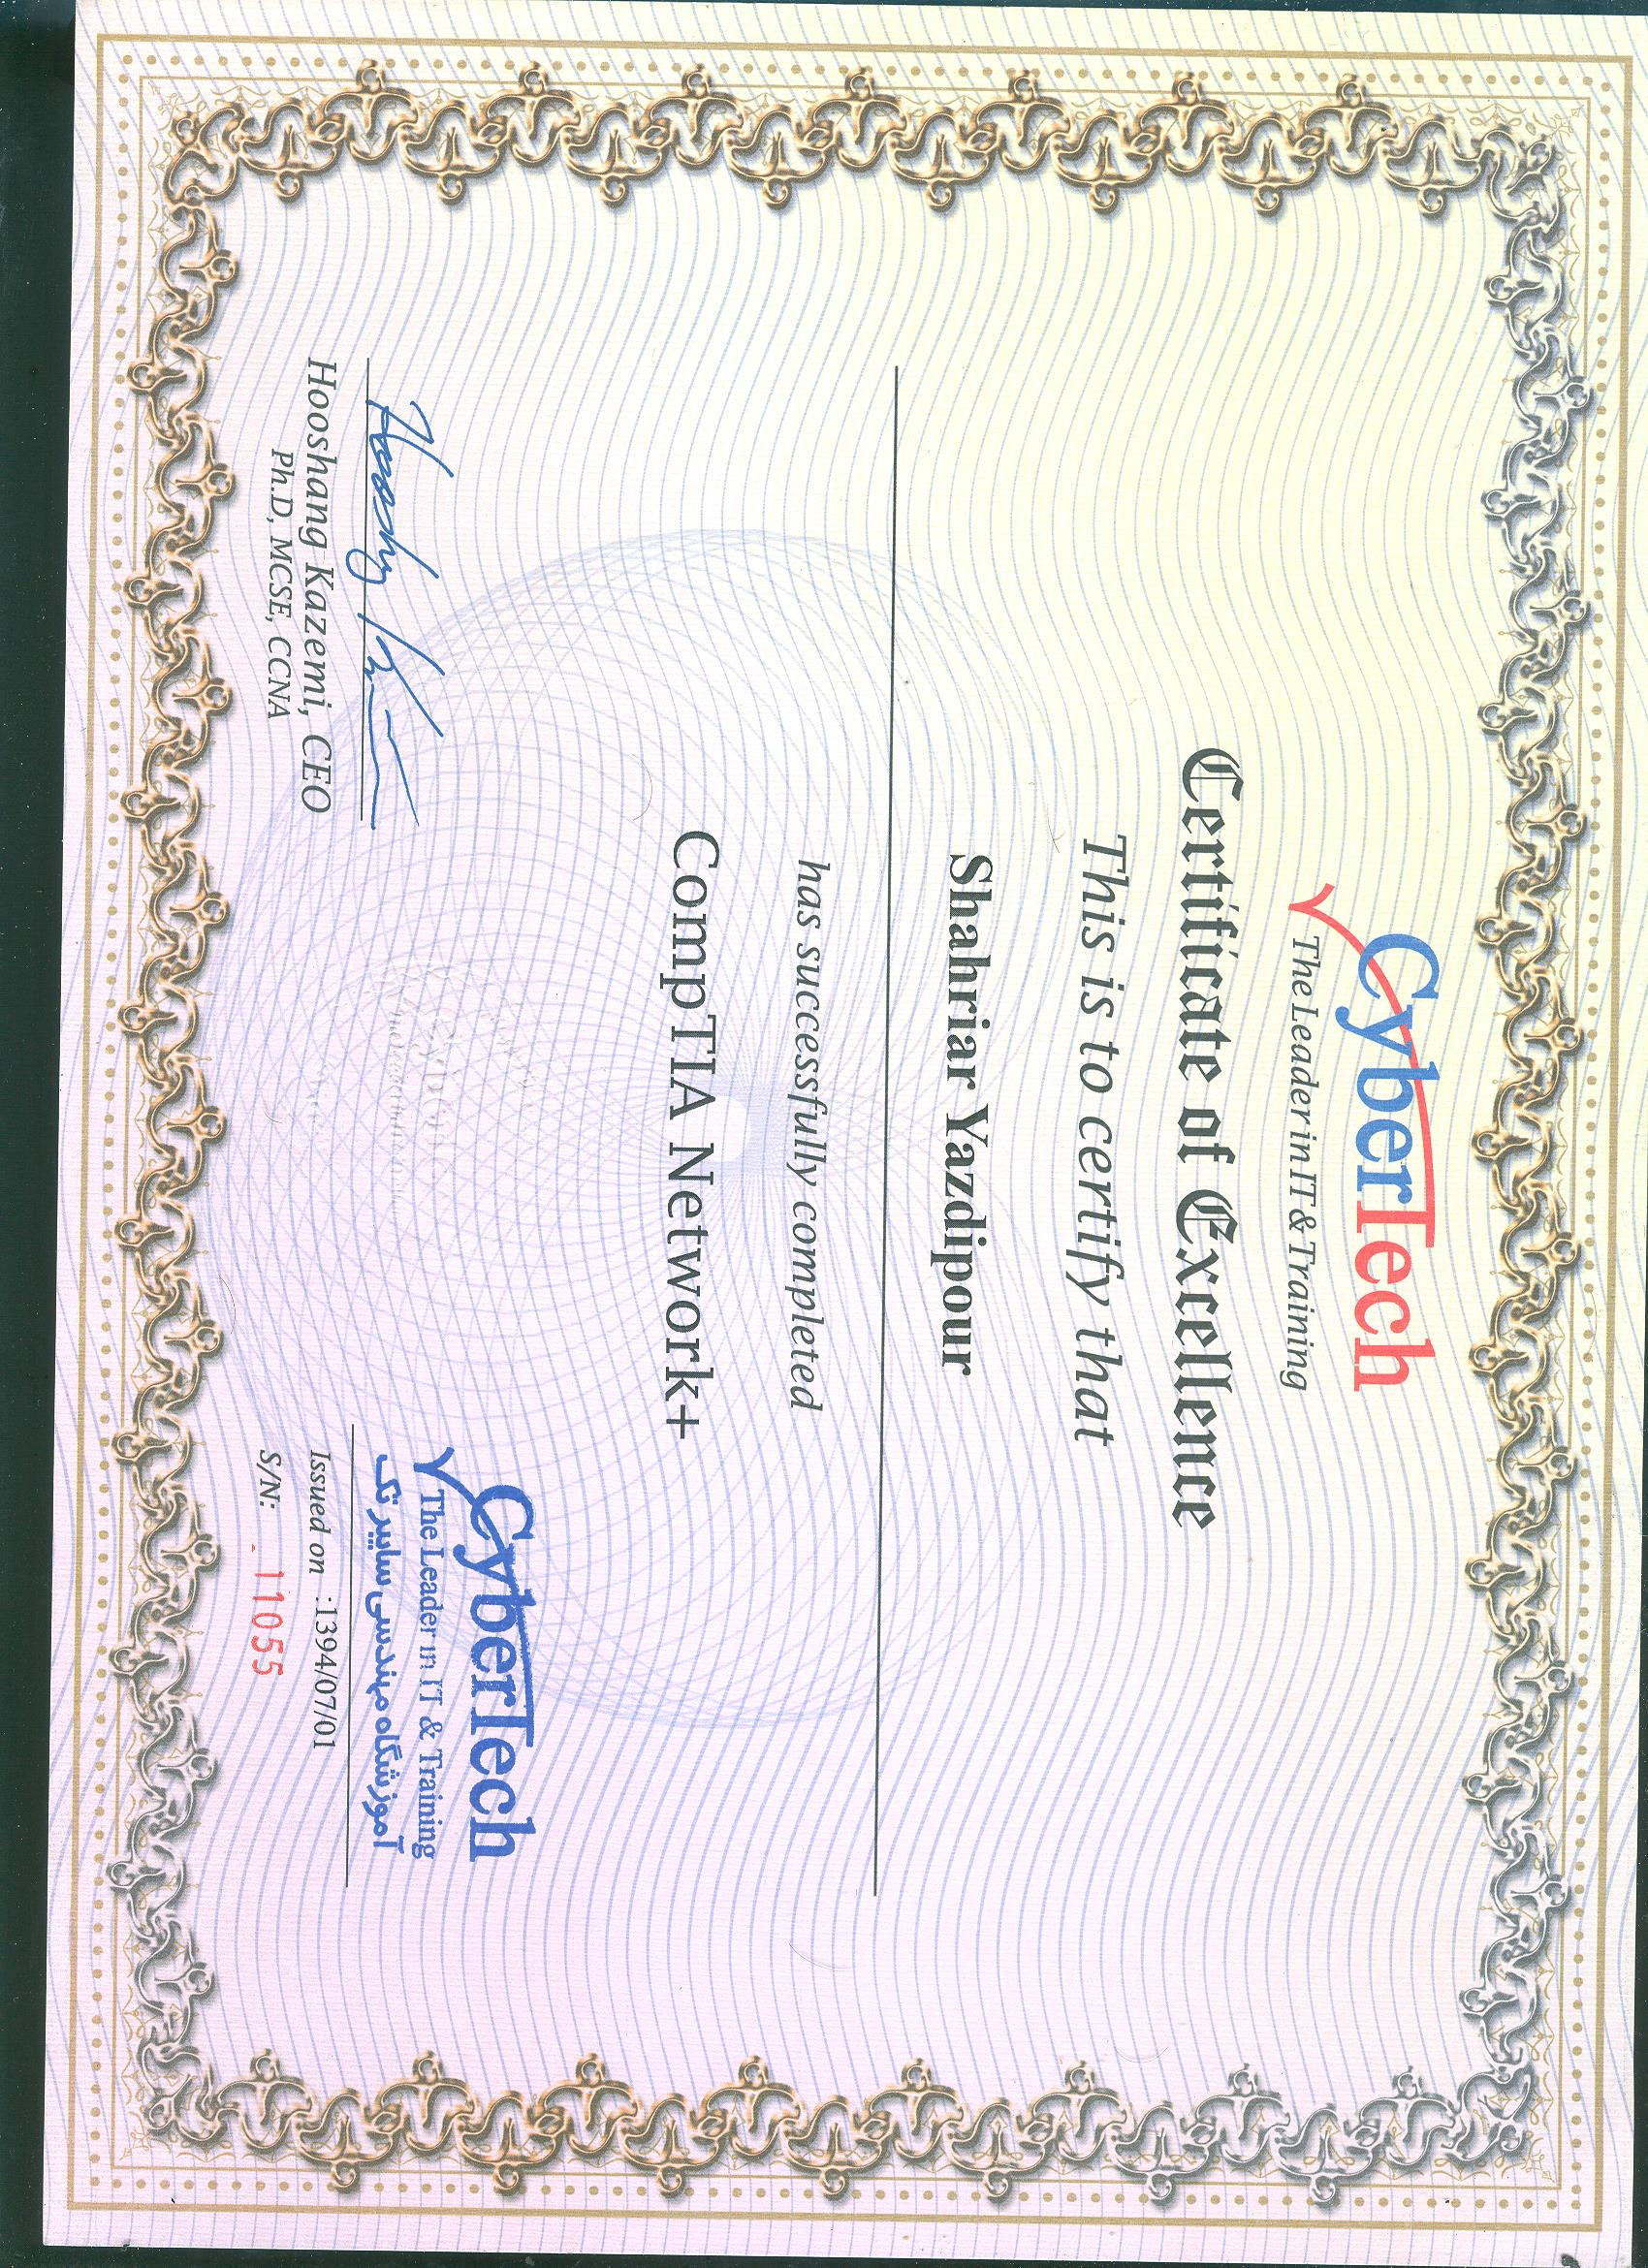 CyberTech
The Leader in IT & Training
Certificate of Excellence
This is to certify that
Shahriar Yazdipour
has successfully completed
CompTIA Network+
CyberTech
The Leader in IT & Training
آموزشگاه مهندسی سایبر تک
Hooshang Kazemi, CEO
Ph.D, MCSE, CCNA
Issued on :1394/07/01
S/N: 11055